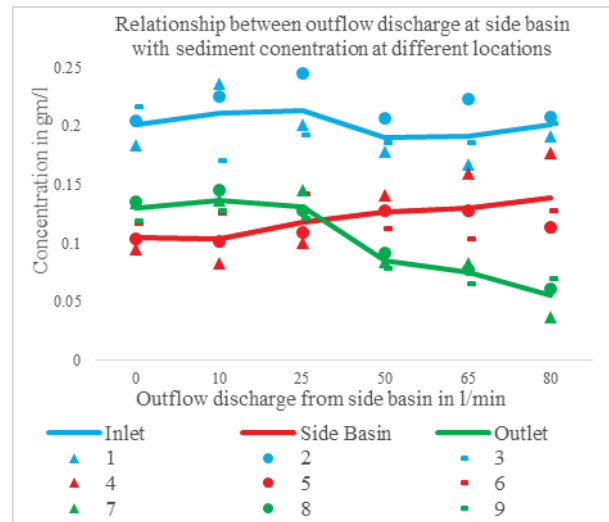 Relationship between outflow discharge at side basin
with sediment conentration at different locations
Concentration in gm/l
0.25
0.2
0.15
0.1
0.05
0
0 10 25 50 65 80
Outflow discharge from side basin in l/min
Inlet Side Basin Outlet
1 2 3
4 5 6
7 8 9